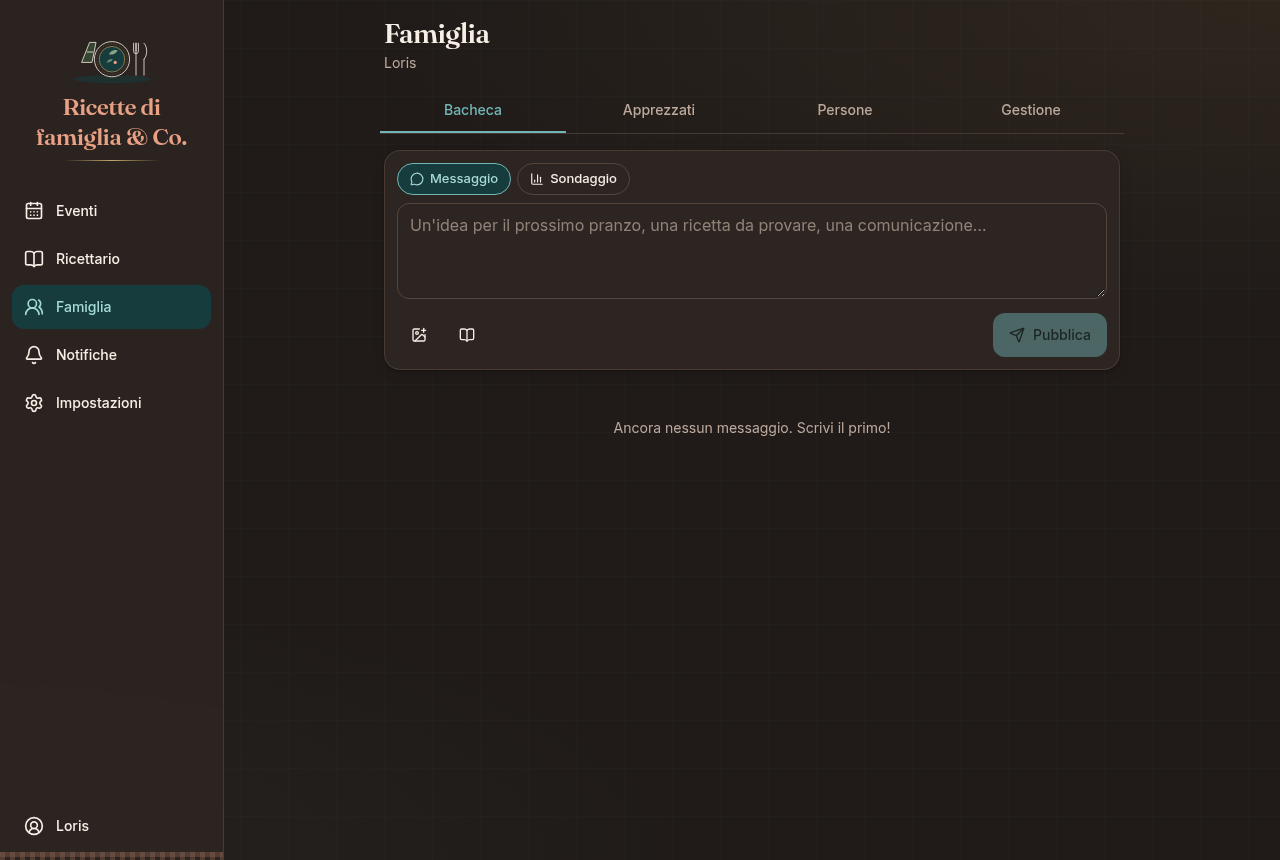 Ricette di
famiglia & Co.
Eventi
Ricettario
Famiglia
Notifiche
Impostazioni
Loris
Famiglia
Loris
Bacheca
Apprezzati
Persone
Gestione
Messaggio
Sondaggio
Un'idea per il prossimo pranzo, una ricetta da provare, una comunicazione…
Pubblica
Ancora nessun messaggio. Scrivi il primo!